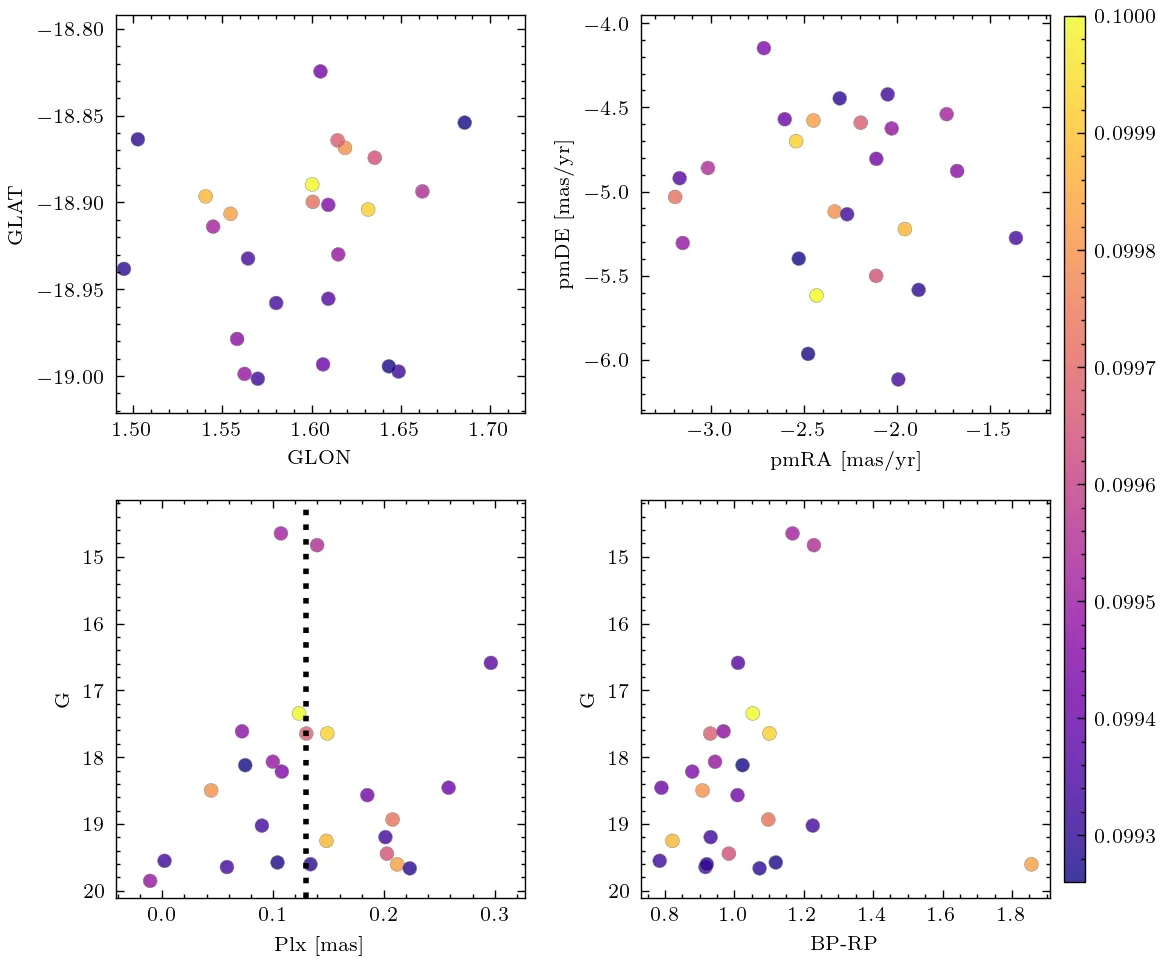 −18.80
−18.85
−18.90
−18.95
−19.00
GLAT
1.50 1.55 1.60 1.65 1.70
GLON
−4.0
−4.5
−5.0
−5.5
−6.0
pmDE [mas/yr]
−3.0 −2.5 −2.0 −1.5
pmRA [mas/yr]
15
16
17
18
19
20
G
0.0 0.1 0.2 0.3
Plx [mas]
15
16
17
18
19
20
G
0.8 1.0 1.2 1.4 1.6 1.8
BP-RP
0.1000
0.0999
0.0998
0.0997
0.0996
0.0995
0.0994
0.0993